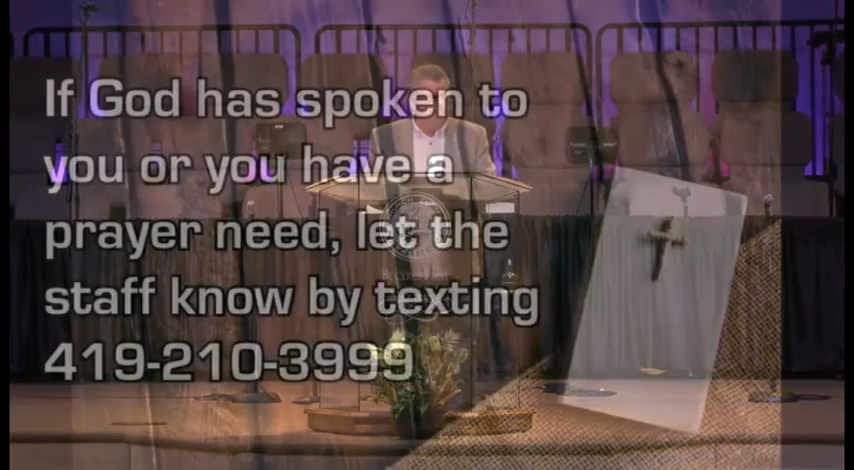 If God has spoken to
you or you have a
prayer need, let the
staff know by texting
419-210-3999